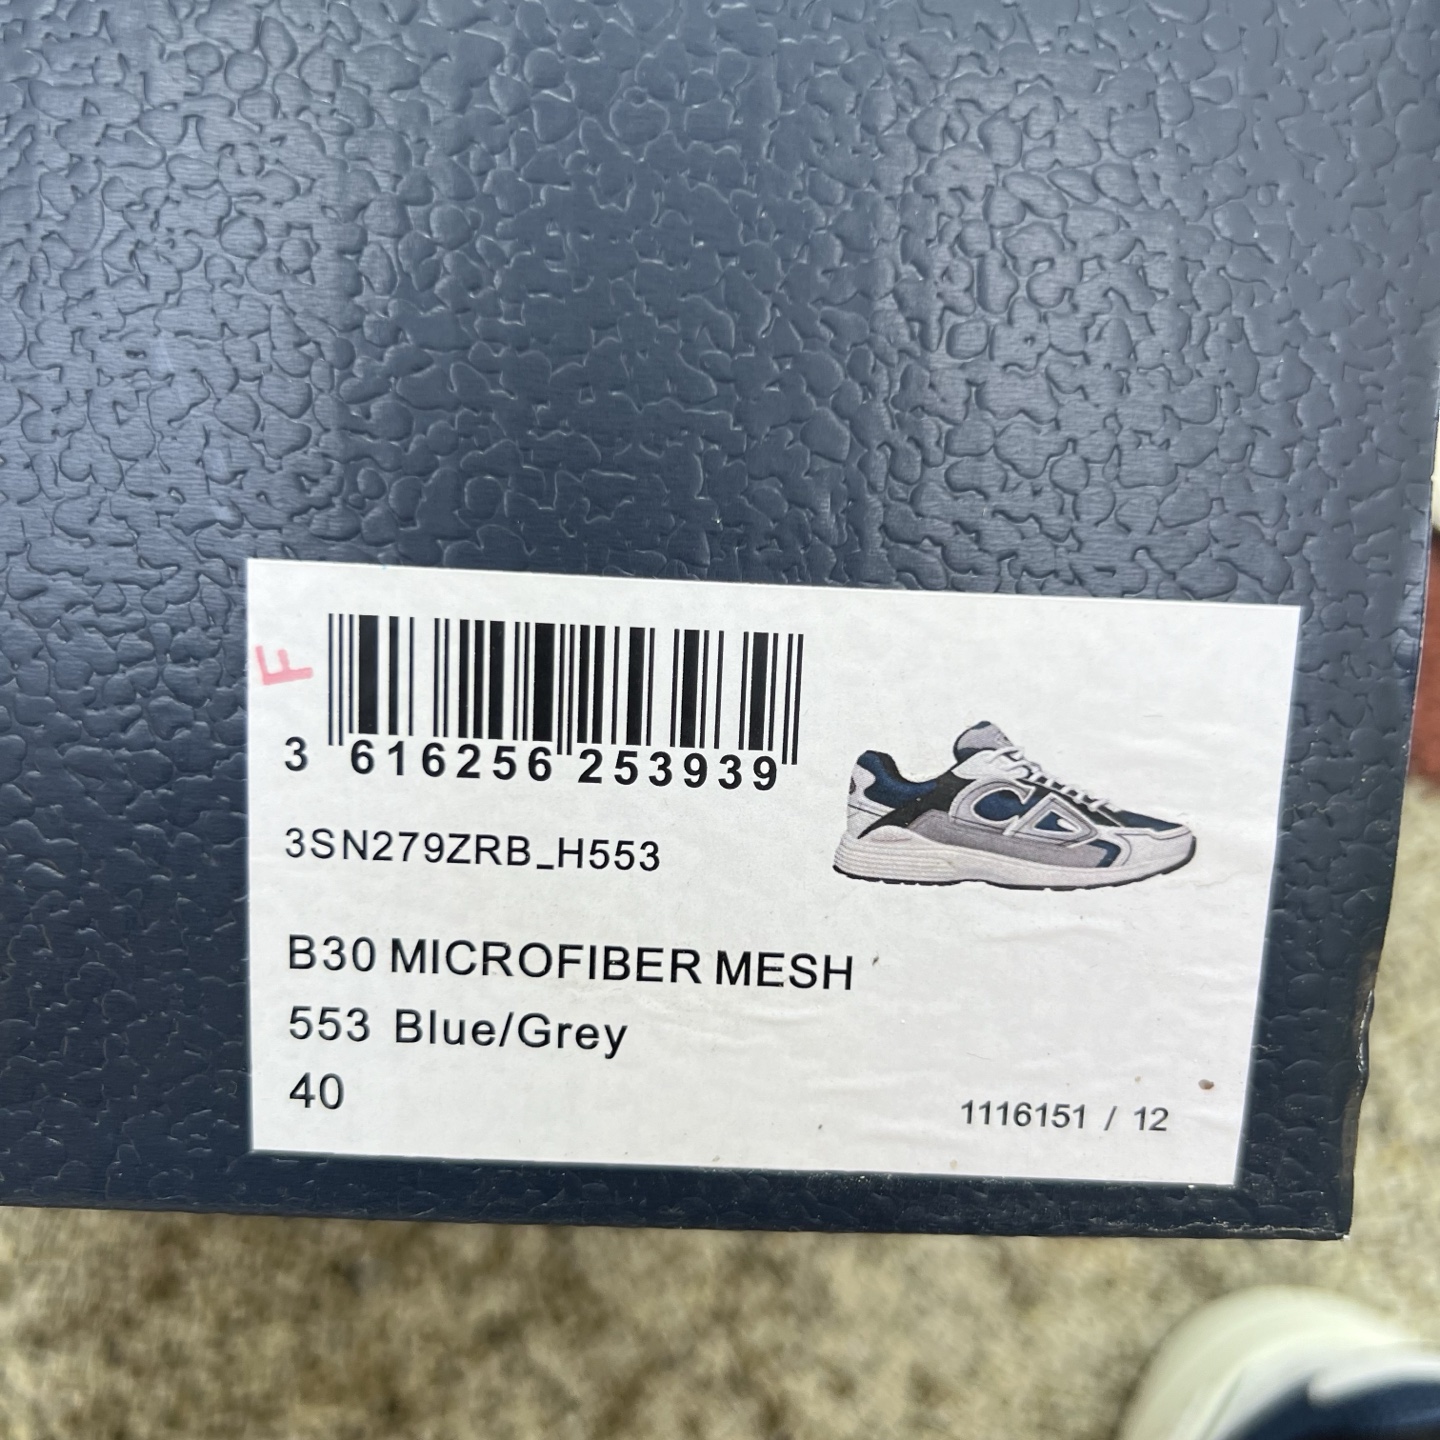 F
3 616256 253939
3SN279ZRB_H553
B30 MICROFIBER MESH
553 Blue/Grey
40
1116151 / 12